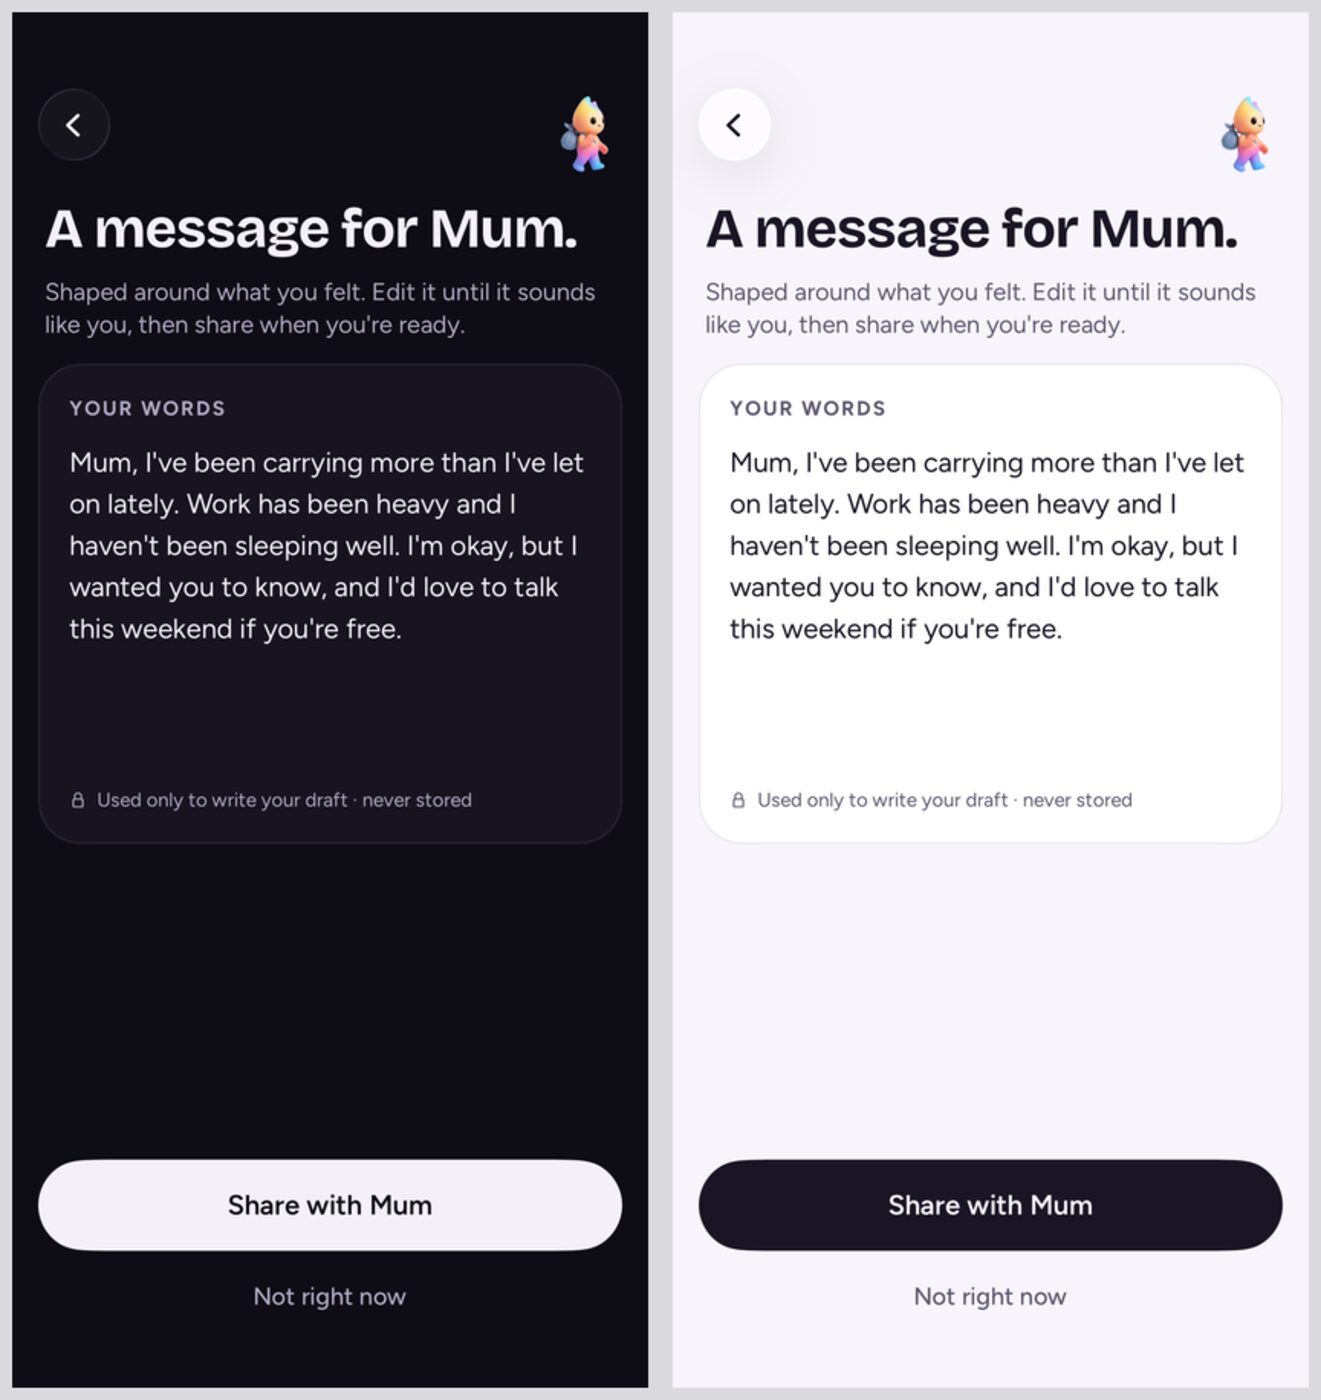 A message for Mum.
Shaped around what you felt. Edit it until it sounds
like you, then share when you're ready.
YOUR WORDS
Mum, I've been carrying more than I've let
on lately. Work has been heavy and I
haven't been sleeping well. I'm okay, but I
wanted you to know, and I'd love to talk
this weekend if you're free.
Used only to write your draft · never stored
Share with Mum
Not right now
A message for Mum.
Shaped around what you felt. Edit it until it sounds
like you, then share when you're ready.
YOUR WORDS
Mum, I've been carrying more than I've let
on lately. Work has been heavy and I
haven't been sleeping well. I'm okay, but I
wanted you to know, and I'd love to talk
this weekend if you're free.
Used only to write your draft · never stored
Share with Mum
Not right now